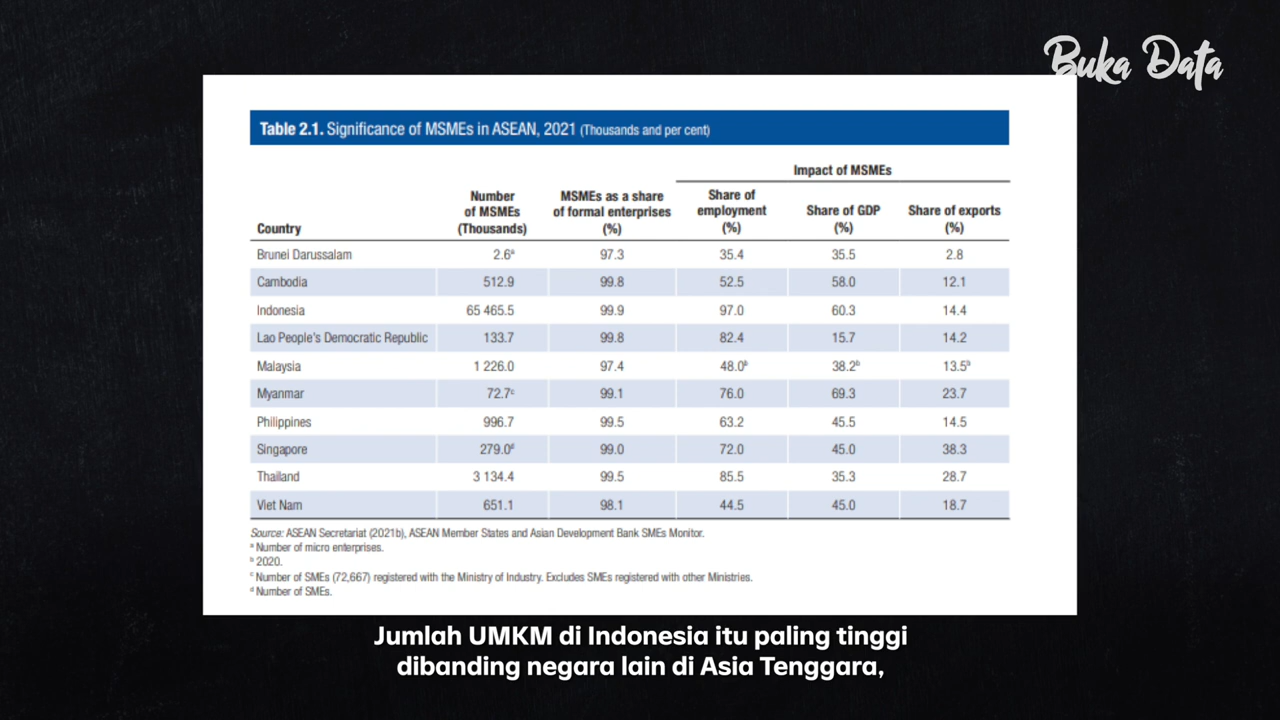 Buka Data
Table 2.1. Significance of MSMEs in ASEAN, 2021 (Thousands and per cent)
Impact of MSMEs
Country
Number of MSMEs (Thousands)
MSMEs as a share of formal enterprises (%)
Share of employment (%)
Share of GDP (%)
Share of exports (%)
Brunei Darussalam 2.6ᵃ 97.3 35.4 35.5 2.8
Cambodia 512.9 99.8 52.5 58.0 12.1
Indonesia 65 465.5 99.9 97.0 60.3 14.4
Lao People's Democratic Republic 133.7 99.8 82.4 15.7 14.2
Malaysia 1 226.0 97.4 48.0ᵇ 38.2ᵇ 13.5ᵇ
Myanmar 72.7ᶜ 99.1 76.0 69.3 23.7
Philippines 996.7 99.5 63.2 45.5 14.5
Singapore 279.0ᵈ 99.0 72.0 45.0 38.3
Thailand 3 134.4 99.5 85.5 35.3 28.7
Viet Nam 651.1 98.1 44.5 45.0 18.7
Source: ASEAN Secretariat (2021b), ASEAN Member States and Asian Development Bank SMEs Monitor.
ᵃ Number of micro enterprises.
ᵇ 2020.
ᶜ Number of SMEs (72,667) registered with the Ministry of Industry. Excludes SMEs registered with other Ministries.
ᵈ Number of SMEs.
Jumlah UMKM di Indonesia itu paling tinggi
dibanding negara lain di Asia Tenggara,